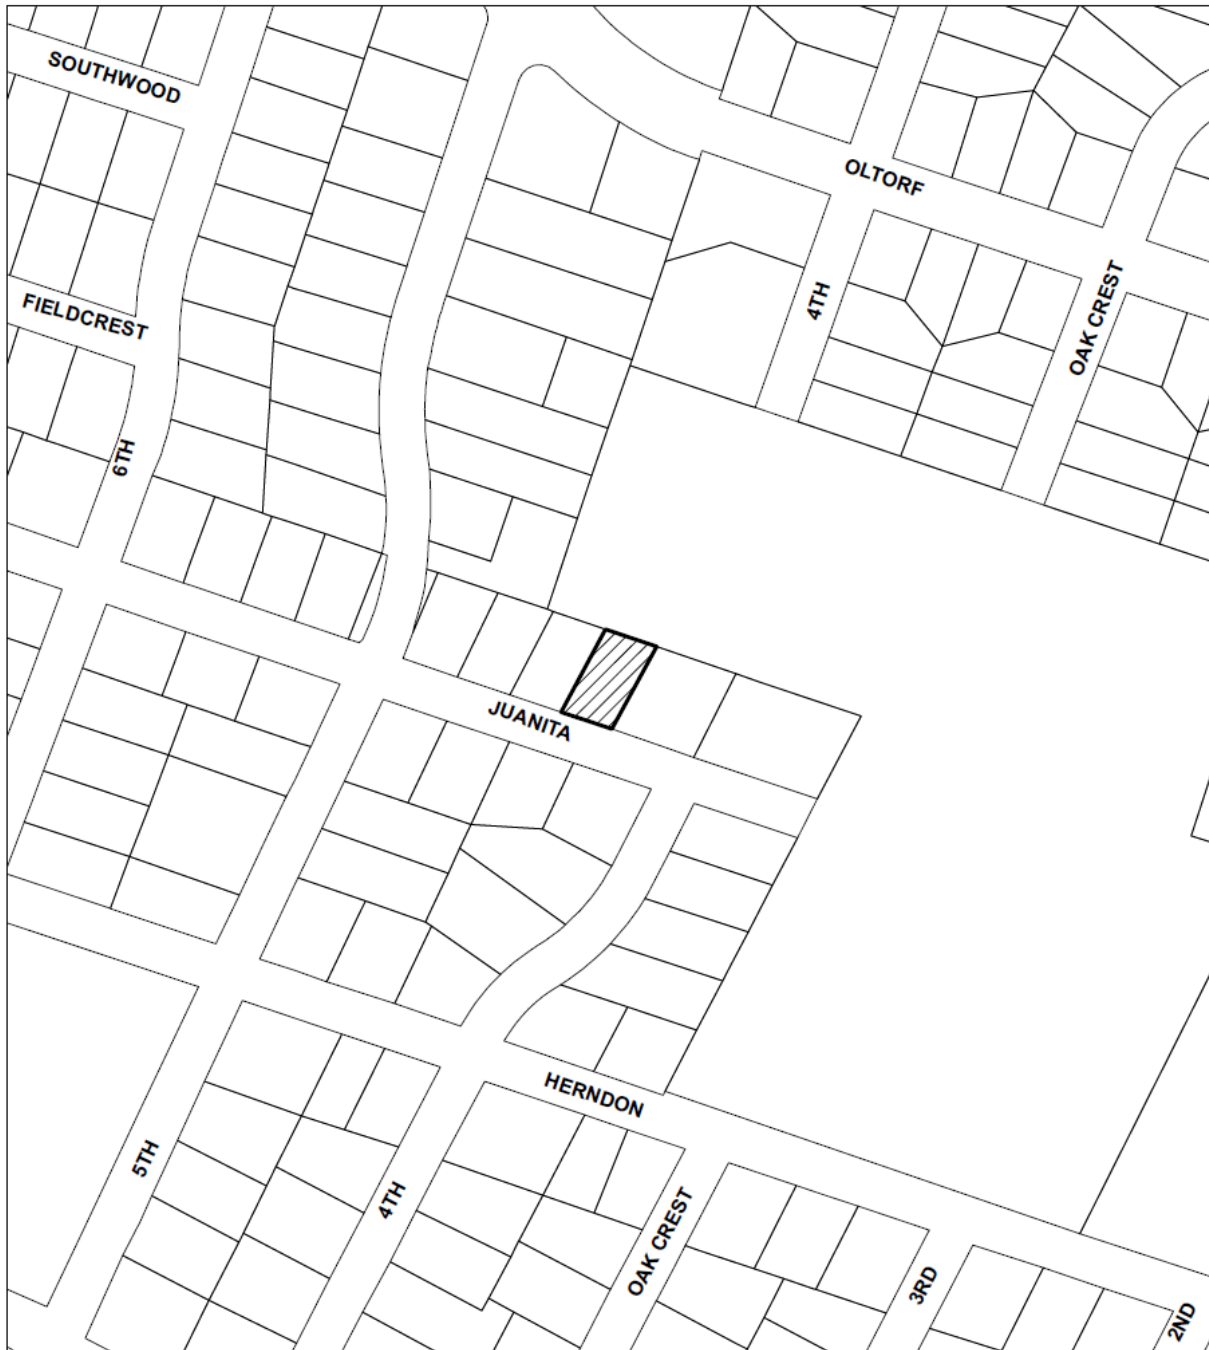 SOUTHWOOD
OLTORF
FIELDCREST
4TH
OAK CREST
6TH
JUANITA
HERNDON
5TH
4TH
OAK CREST
3RD
2ND